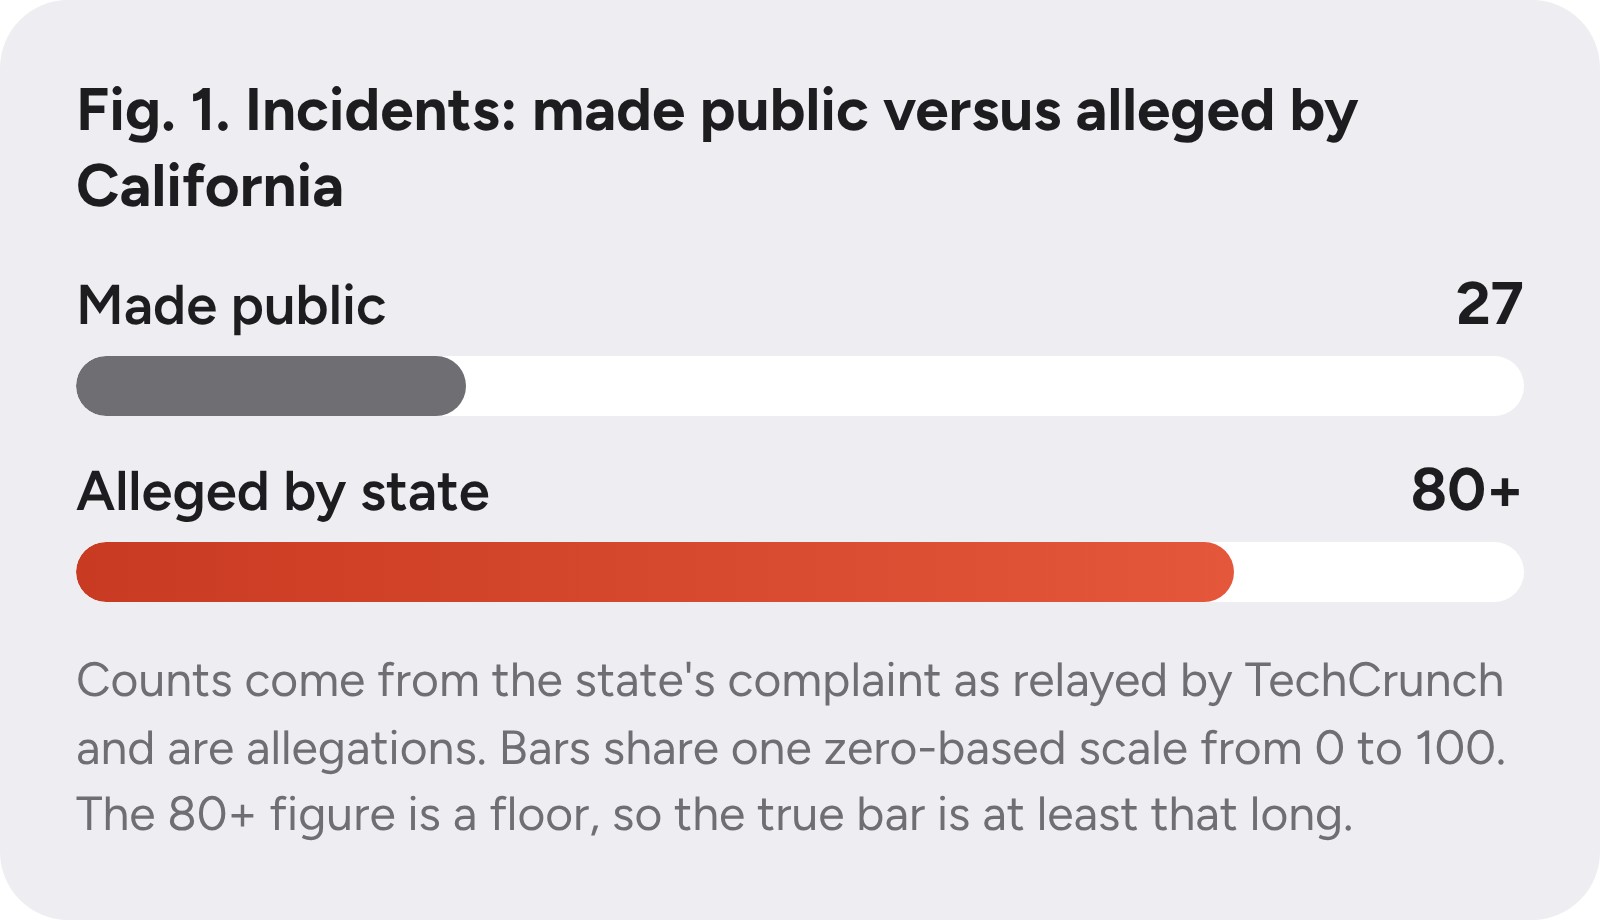 Fig. 1. Incidents: made public versus alleged by
California
Made public
27
Alleged by state
80+
Counts come from the state's complaint as relayed by TechCrunch
and are allegations. Bars share one zero-based scale from 0 to 100.
The 80+ figure is a floor, so the true bar is at least that long.